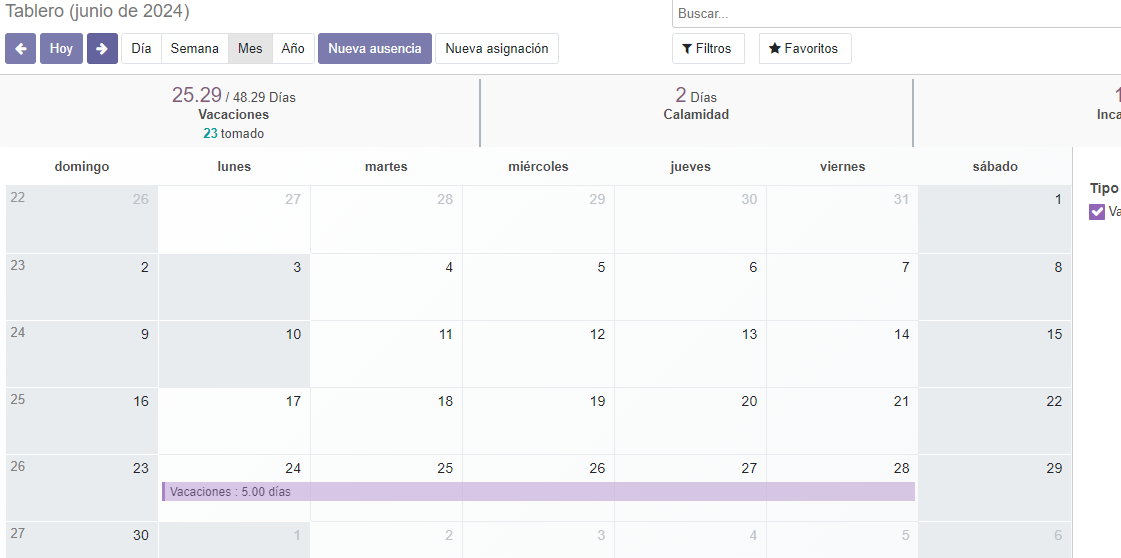 Tablero (junio de 2024)
Buscar...
Hoy Día Semana Mes Año Nueva ausencia Nueva asignación Filtros Favoritos
25.29 / 48.29 Días
Vacaciones
23 tomado
2 Días
Calamidad
1
Inca
domingo lunes martes miércoles jueves viernes sábado
Tipo
Va
22 26 27 28 29 30 31 1
23 2 3 4 5 6 7 8
24 9 10 11 12 13 14 15
25 16 17 18 19 20 21 22
26 23 24 25 26 27 28 29
Vacaciones : 5.00 días
27 30 1 2 3 4 5 6